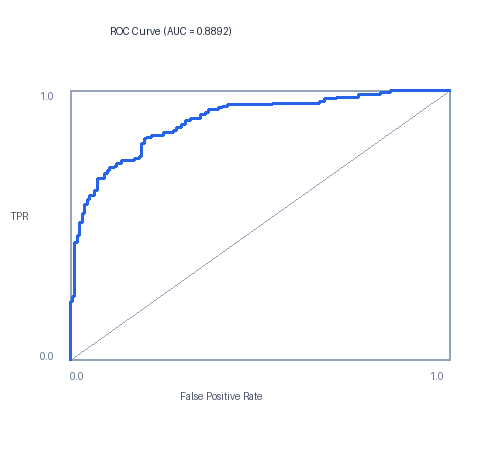 ROC Curve (AUC = 0.8892)
1.0
TPR
0.0
0.0 1.0
False Positive Rate